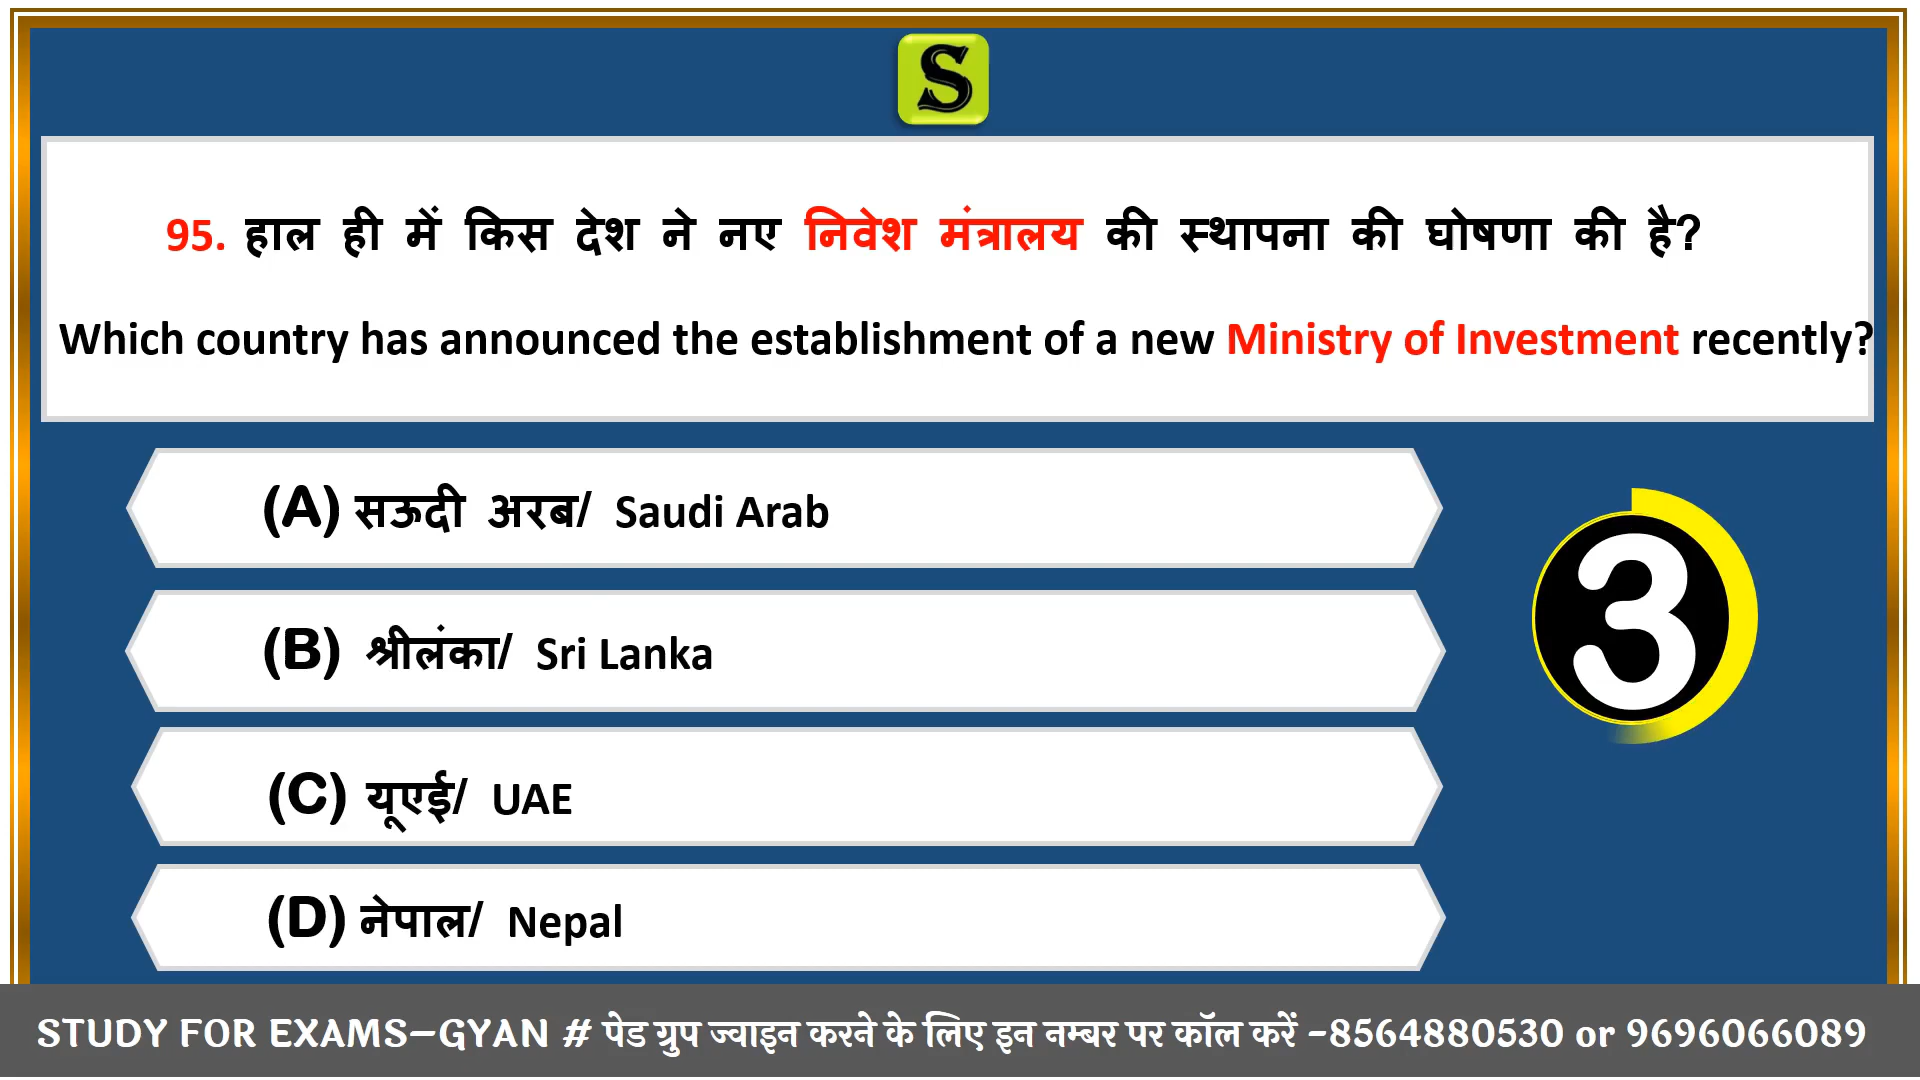 S
95. हाल ही में किस देश ने नए निवेश मंत्रालय की स्थापना की घोषणा की है?
Which country has announced the establishment of a new Ministry of Investment recently?
(A) सऊदी अरब/ Saudi Arab
(B) श्रीलंका/ Sri Lanka
3
(C) यूएई/ UAE
(D) नेपाल/ Nepal
STUDY FOR EXAMS-GYAN # पेड ग्रुप ज्वाइन करने के लिए इन नम्बर पर कॉल करें -8564880530 or 9696066089